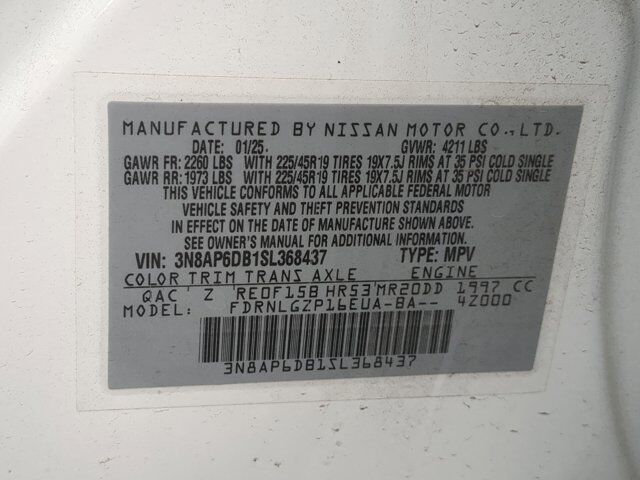 MANUFACTURED BY NISSAN MOTOR CO.,LTD.
DATE: 01/25. GVWR: 4211 LBS
GAWR FR: 2260 LBS WITH 225/45R19 TIRES 19X7.5J RIMS AT 35 PSI COLD SINGLE
GAWR RR: 1973 LBS WITH 225/45R19 TIRES 19X7.5J RIMS AT 35 PSI COLD SINGLE
THIS VEHICLE CONFORMS TO ALL APPLICABLE FEDERAL MOTOR
VEHICLE SAFETY AND THEFT PREVENTION STANDARDS
IN EFFECT ON THE DATE OF MANUFACTURE SHOWN ABOVE.
SEE OWNER'S MANUAL FOR ADDITIONAL INFORMATION.
VIN: 3N8AP6DB1SL368437 TYPE: MPV
COLOR TRIM TRANS AXLE ENGINE
QAC Z RE0F15B HR53 MR20DD 1997 CC
MODEL: FDRNLGZP16EUA-BA-- 4Z000
3N8AP6DB1SL368437